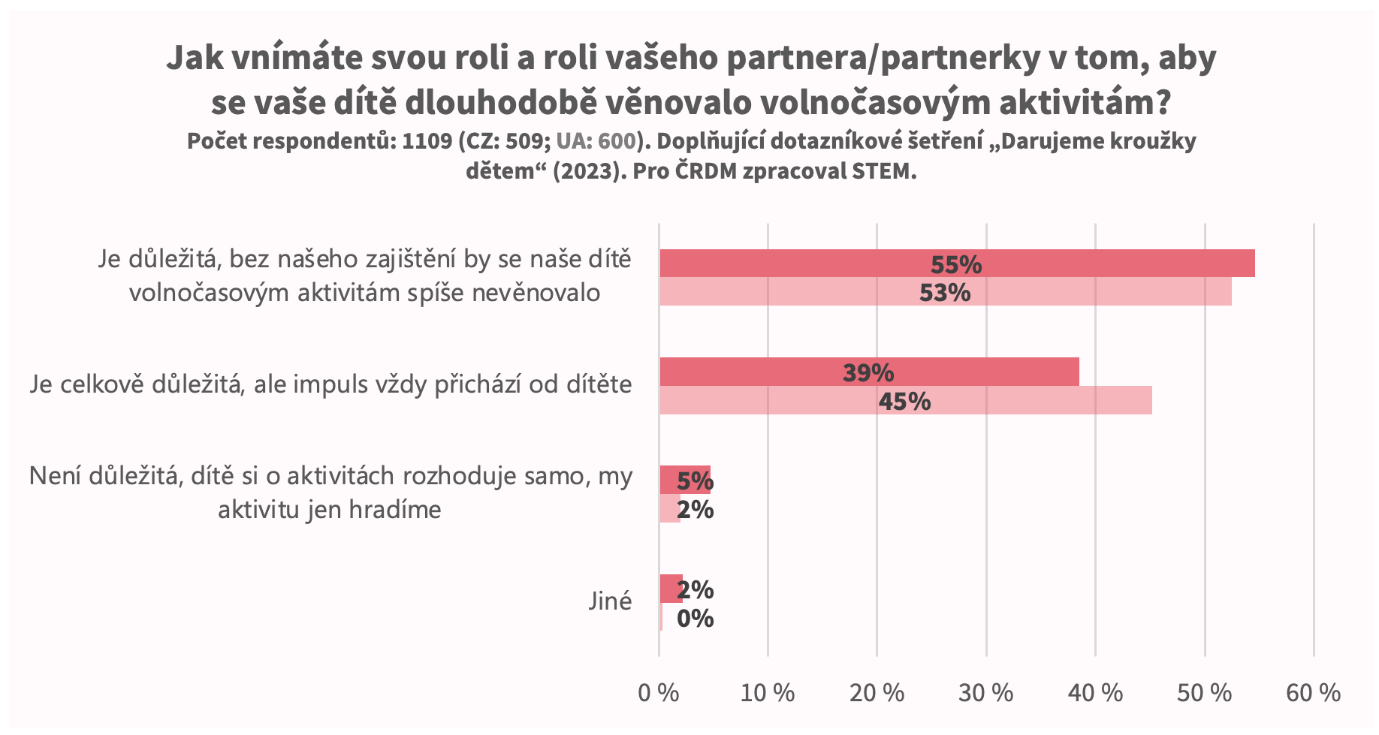 Jak vnímáte svou roli a roli vašeho partnera/partnerky v tom, aby
se vaše dítě dlouhodobě věnovalo volnočasovým aktivitám?
Počet respondentů: 1109 (CZ: 509; UA: 600). Doplňující dotazníkové šetření „Darujeme kroužky
dětem“ (2023). Pro ČRDM zpracoval STEM.
Je důležitá, bez našeho zajištění by se naše dítě
volnočasovým aktivitám spíše nevěnovalo
55%
53%
Je celkově důležitá, ale impuls vždy přichází od dítěte
39%
45%
Není důležitá, dítě si o aktivitách rozhoduje samo, my
aktivitu jen hradíme
5%
2%
Jiné
2%
0%
0 % 10 % 20 % 30 % 40 % 50 % 60 %